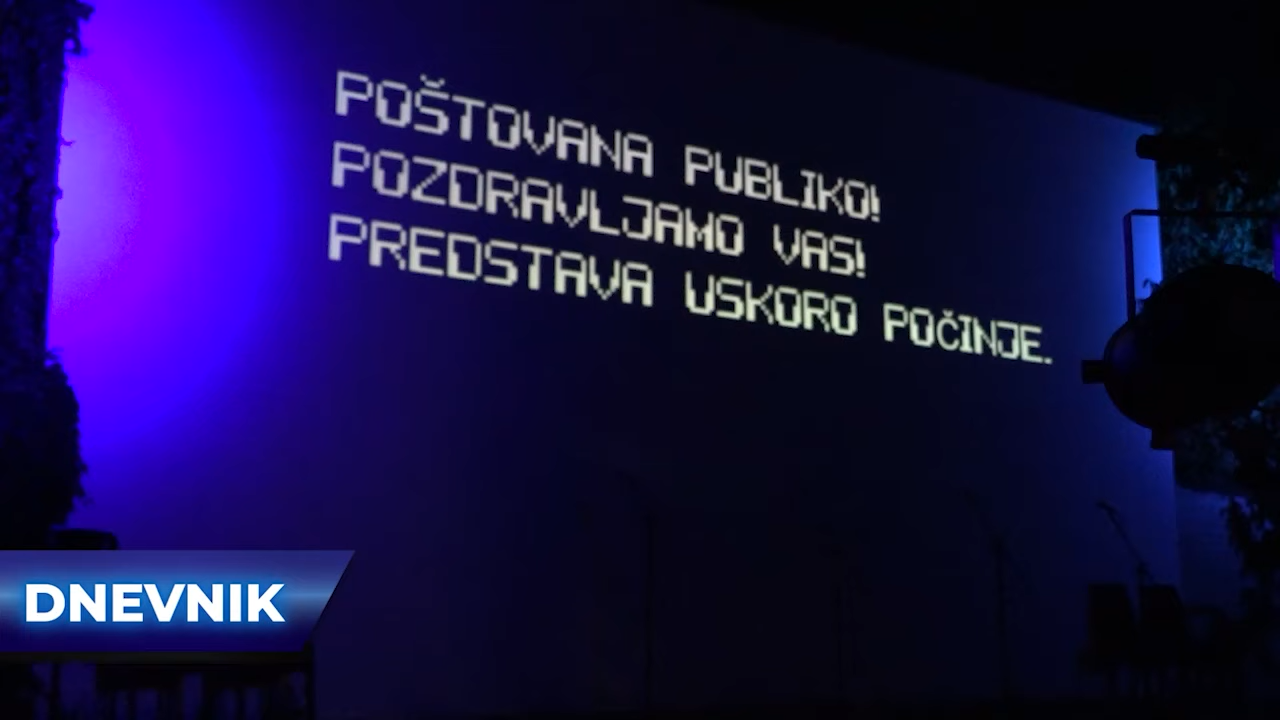 POŠTOVANA PUBLIKO!
POZDRAVLJAMO VAS!
PREDSTAVA USKORO POČINJE.
DNEVNIK